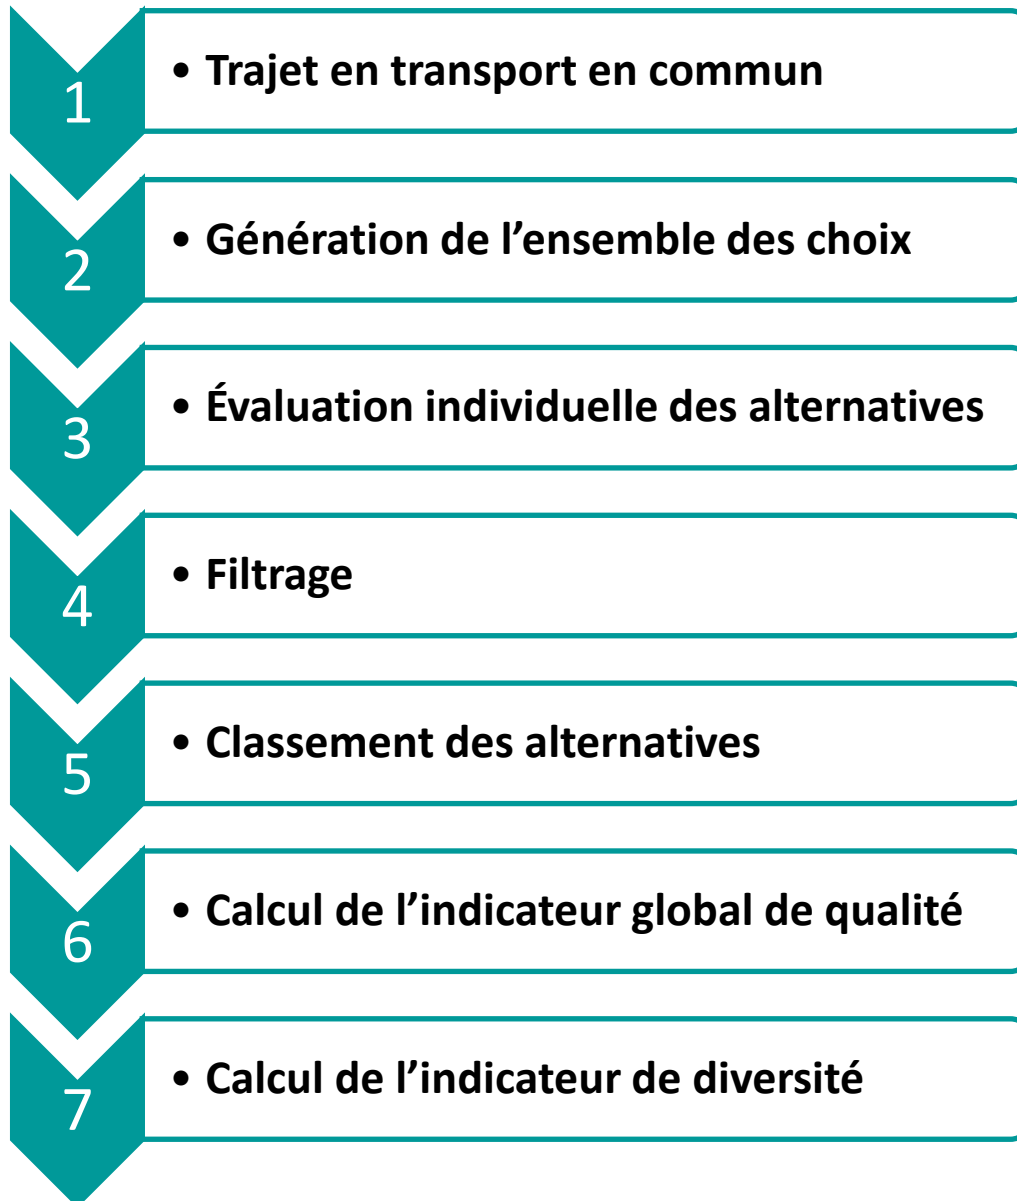 1
• Trajet en transport en commun
2
• Génération de l’ensemble des choix
3
• Évaluation individuelle des alternatives
4
• Filtrage
5
• Classement des alternatives
6
• Calcul de l’indicateur global de qualité
7
• Calcul de l’indicateur de diversité